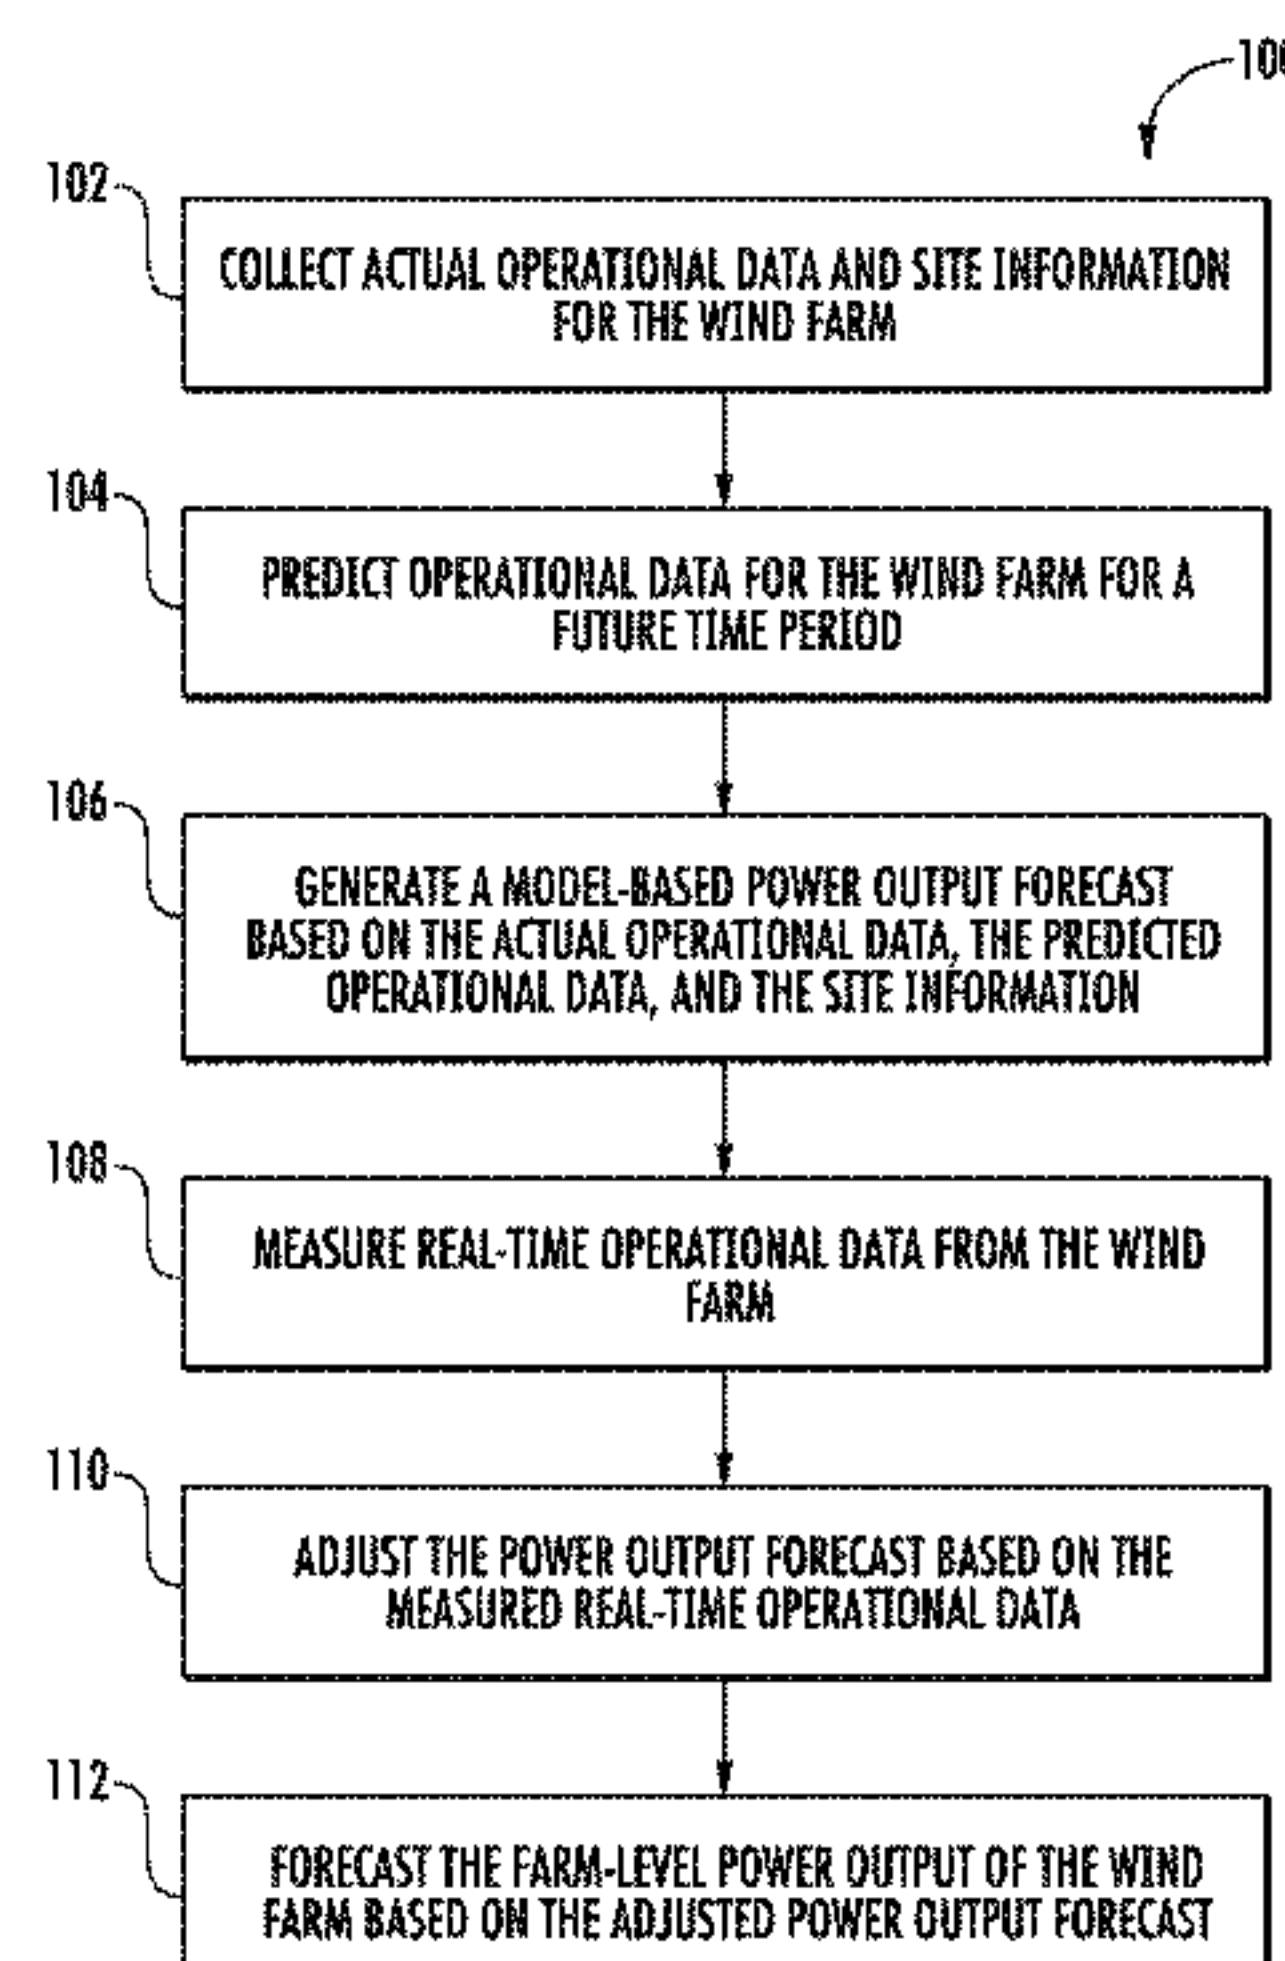 100
102
COLLECT ACTUAL OPERATIONAL DATA AND SITE INFORMATION
FOR THE WIND FARM
104
PREDICT OPERATIONAL DATA FOR THE WIND FARM FOR A
FUTURE TIME PERIOD
106
GENERATE A MODEL-BASED POWER OUTPUT FORECAST
BASED ON THE ACTUAL OPERATIONAL DATA, THE PREDICTED
OPERATIONAL DATA, AND THE SITE INFORMATION
108
MEASURE REAL-TIME OPERATIONAL DATA FROM THE WIND
FARM
110
ADJUST THE POWER OUTPUT FORECAST BASED ON THE
MEASURED REAL-TIME OPERATIONAL DATA
112
FORECAST THE FARM-LEVEL POWER OUTPUT OF THE WIND
FARM BASED ON THE ADJUSTED POWER OUTPUT FORECAST